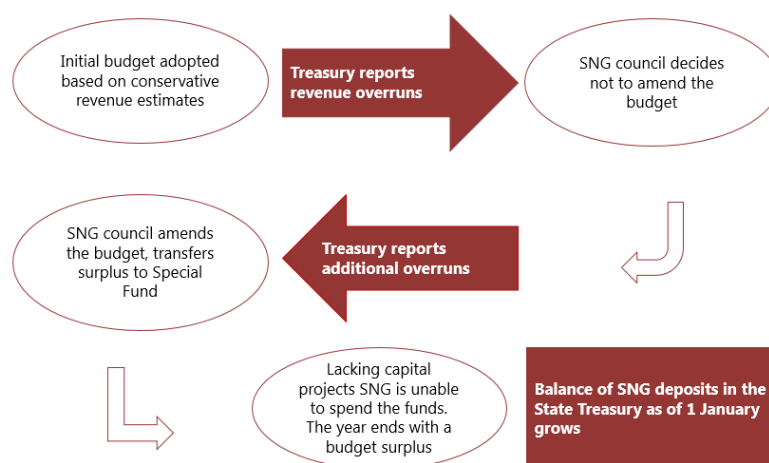 Initial budget adopted
based on conservative
revenue estimates
Treasury reports
revenue overruns
SNG council decides
not to amend the
budget
SNG council amends
the budget, transfers
surplus to Special
Fund
Treasury reports
additional overruns
Lacking capital
projects SNG is unable
to spend the funds.
The year ends with a
budget surplus
Balance of SNG deposits in the
State Treasury as of 1 January
grows